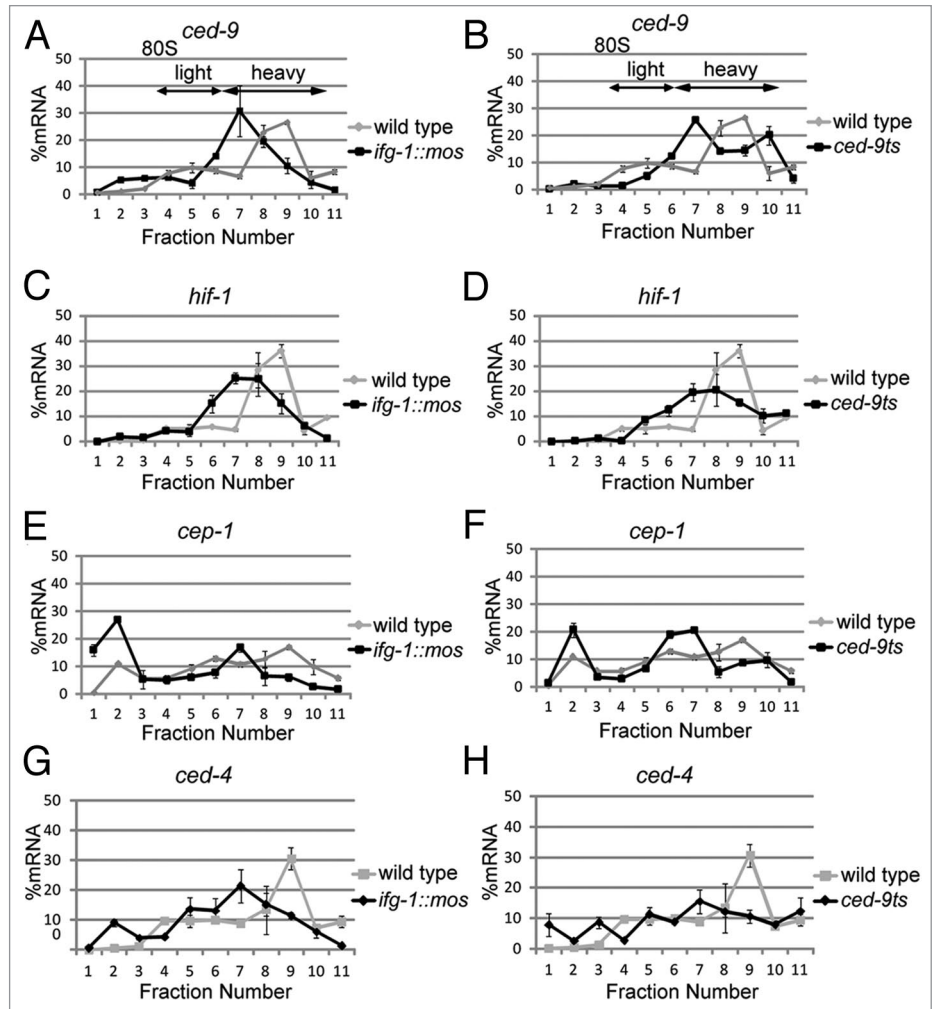 A
ced-9
80S
light heavy
50
40
30
20
10
0
%mRNA
1 2 3 4 5 6 7 8 9 10 11
Fraction Number
wild type
ifg-1::mos
B
ced-9
80S
light heavy
50
40
30
20
10
0
%mRNA
1 2 3 4 5 6 7 8 9 10 11
Fraction Number
wild type
ced-9ts
C
hif-1
50
40
30
20
10
0
%mRNA
1 2 3 4 5 6 7 8 9 10 11
Fraction Number
wild type
ifg-1::mos
D
hif-1
50
40
30
20
10
0
%mRNA
1 2 3 4 5 6 7 8 9 10 11
Fraction Number
wild type
ced-9ts
E
cep-1
50
40
30
20
10
0
%mRNA
1 2 3 4 5 6 7 8 9 10 11
Fraction Number
wild type
ifg-1::mos
F
cep-1
50
40
30
20
10
0
%mRNA
1 2 3 4 5 6 7 8 9 10 11
Fraction Number
wild type
ced-9ts
G
ced-4
50
40
30
20
10
0
%mRNA
1 2 3 4 5 6 7 8 9 10 11
Fraction Number
wild type
ifg-1::mos
H
ced-4
50
40
30
20
10
0
%mRNA
1 2 3 4 5 6 7 8 9 10 11
Fraction Number
wild type
ced-9ts